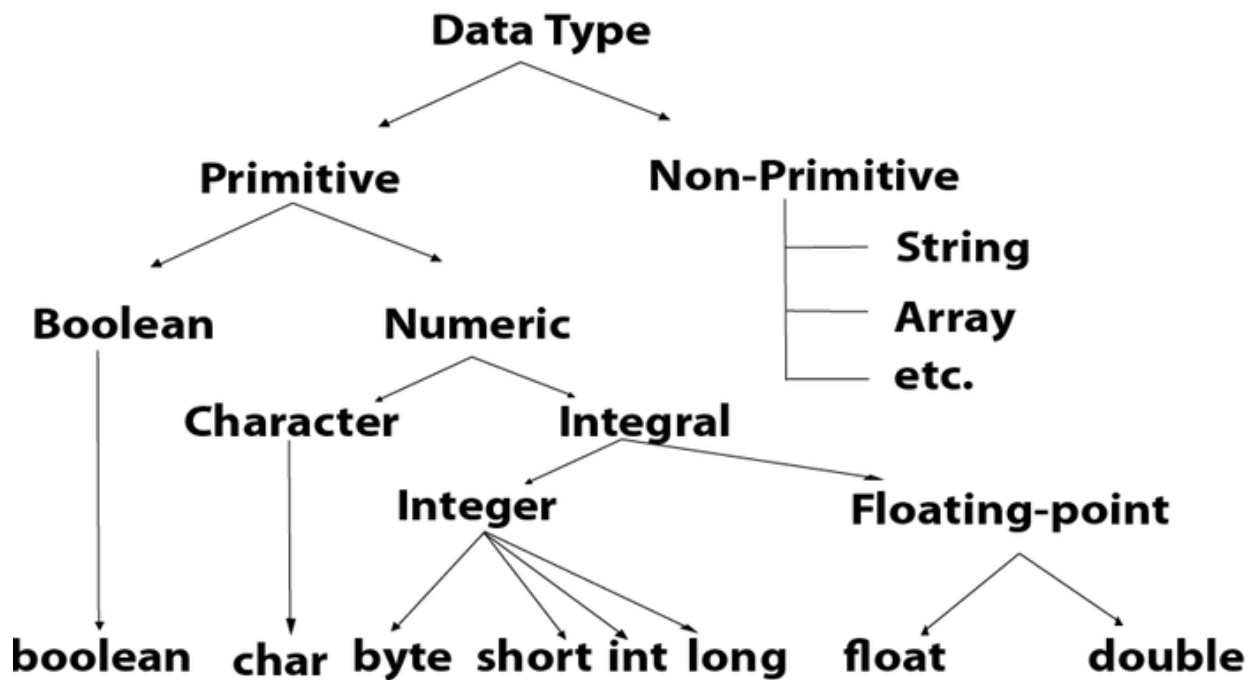 Data Type
Primitive
Non-Primitive
String
Boolean
Numeric
Array
etc.
Character
Integral
Integer
Floating-point
boolean
char
byte
short
int
long
float
double